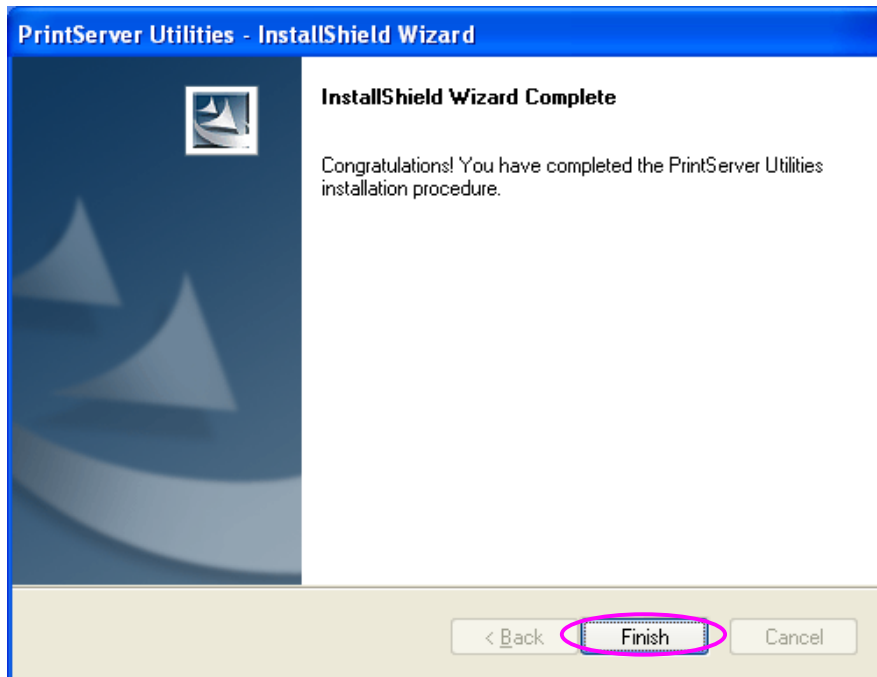 PrintServer Utilities - InstallShield Wizard
InstallShield Wizard Complete
Congratulations! You have completed the PrintServer Utilities
installation procedure.
< Back
Finish
Cancel